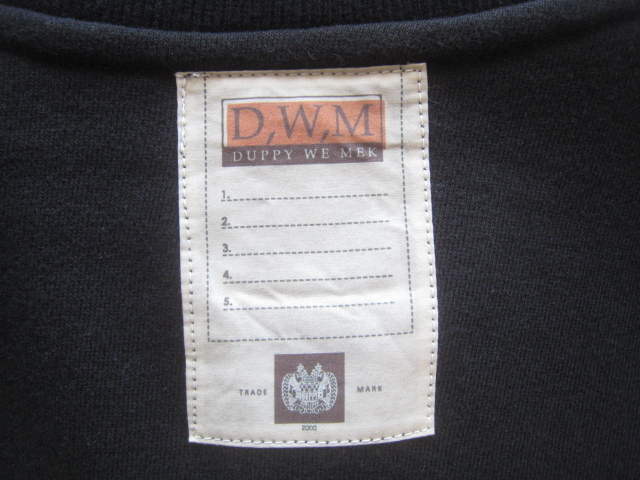 D,W,M
DUPPY WE MEK
1.
2.
3.
4.
5.
TRADE MARK
2000